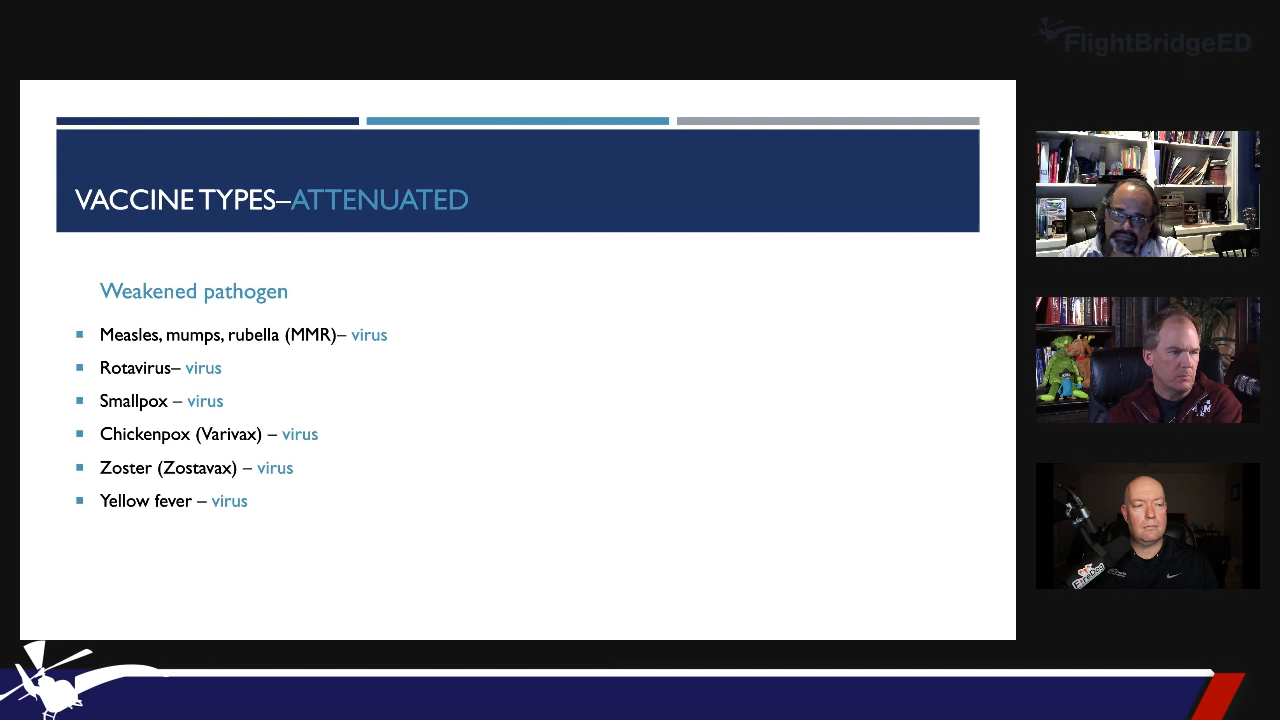 FlightBridgeED
VACCINE TYPES–ATTENUATED
Weakened pathogen
Measles, mumps, rubella (MMR)– virus
Rotavirus– virus
Smallpox – virus
Chickenpox (Varivax) – virus
Zoster (Zostavax) – virus
Yellow fever – virus
FireDog